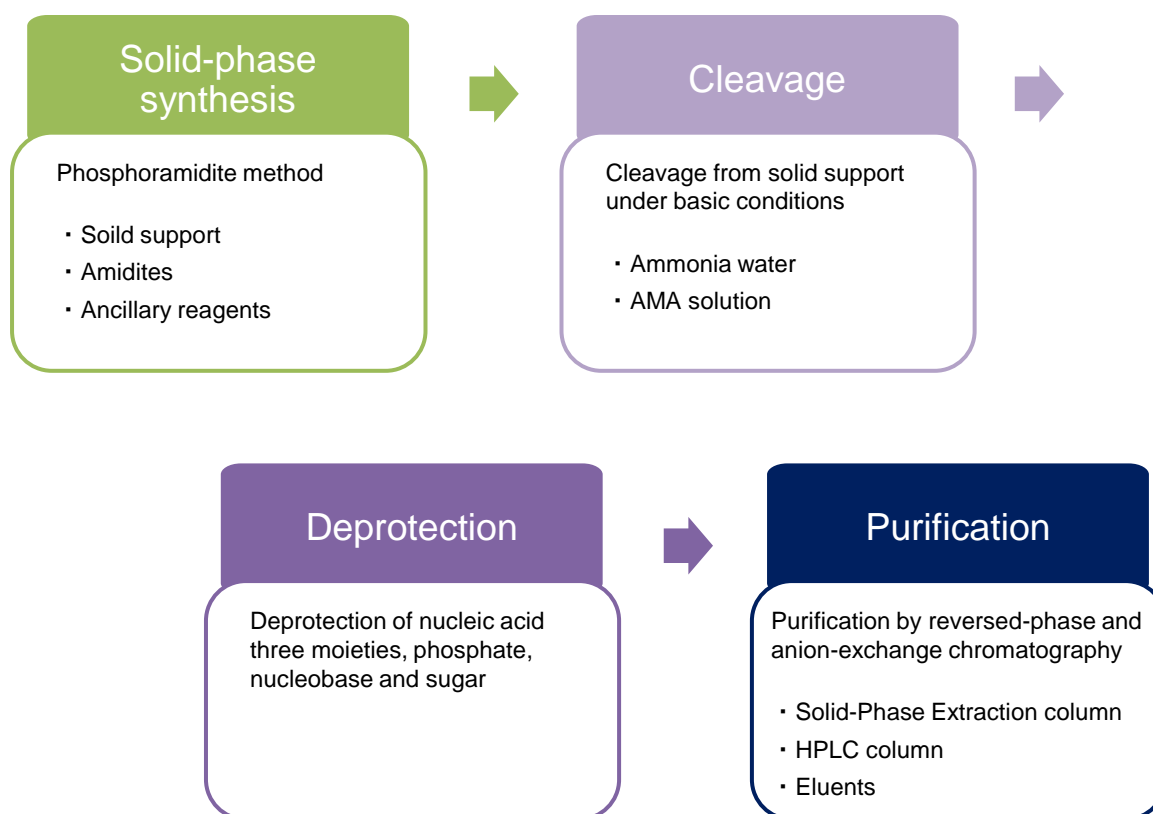 Solid-phase
synthesis
Phosphoramidite method
・Soild support
・Amidites
・Ancillary reagents
Cleavage
Cleavage from solid support
under basic conditions
・Ammonia water
・AMA solution
Deprotection
Deprotection of nucleic acid
three moieties, phosphate,
nucleobase and sugar
Purification
Purification by reversed-phase and
anion-exchange chromatography
・Solid-Phase Extraction column
・HPLC column
・Eluents